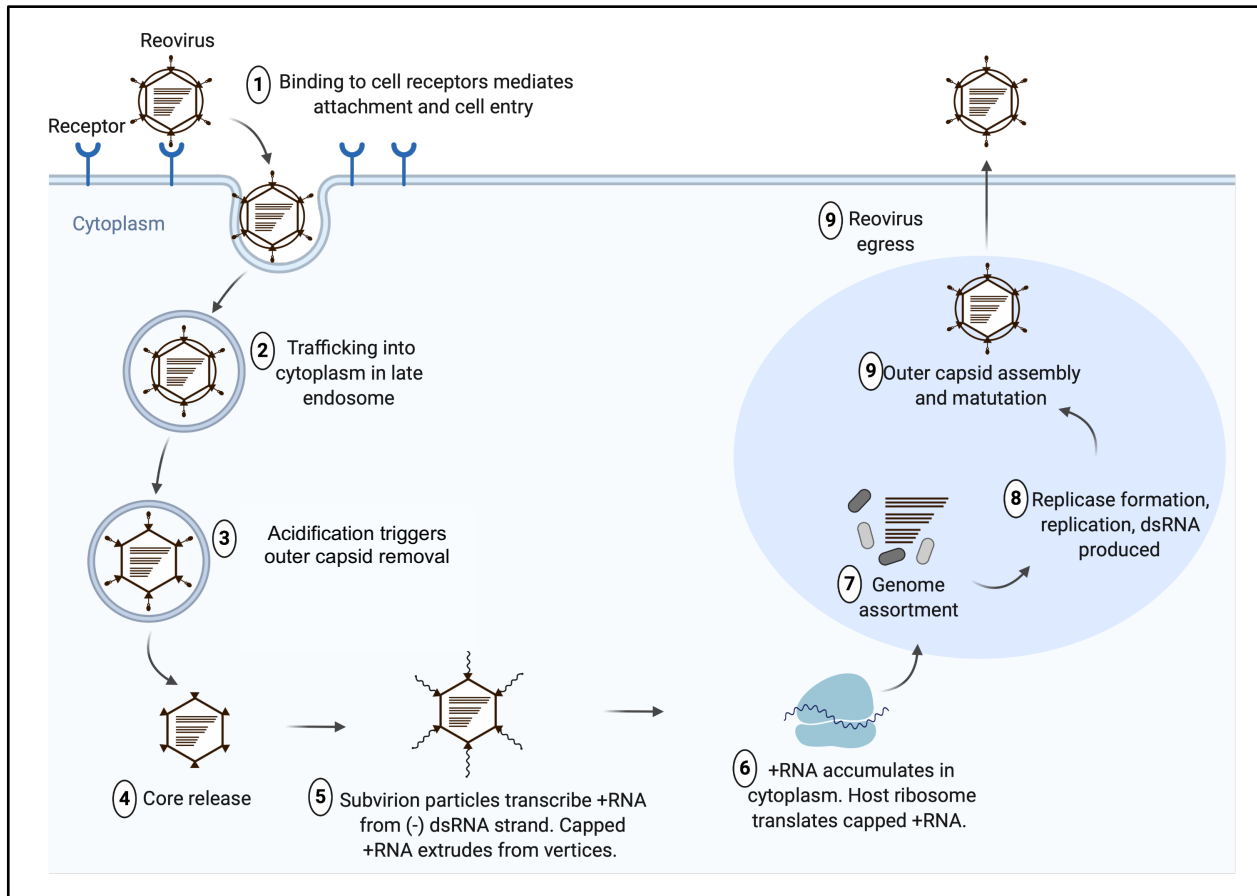 Reovirus
1 Binding to cell receptors mediates
attachment and cell entry
Receptor
Cytoplasm
2 Trafficking into
cytoplasm in late
endosome
3 Acidification triggers
outer capsid removal
4 Core release
5 Subvirion particles transcribe +RNA
from (-) dsRNA strand. Capped
+RNA extrudes from vertices.
6 +RNA accumulates in
cytoplasm. Host ribosome
translates capped +RNA.
7 Genome
assortment
8 Replicase formation,
replication, dsRNA
produced
9 Outer capsid assembly
and matutation
9 Reovirus
egress